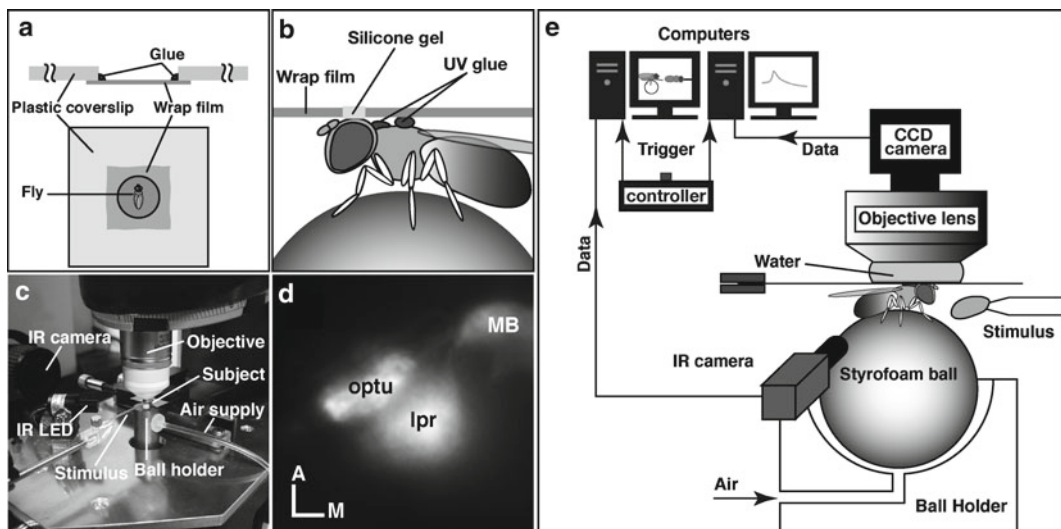 a
Glue
Plastic coverslip
Wrap film
Fly
b
Silicone gel
UV glue
Wrap film
c
IR camera
Objective
Subject
Air supply
IR LED
Stimulus
Ball holder
d
MB
optu
lpr
A
M
e
Computers
CCD
camera
Trigger
Data
controller
Objective lens
Data
Water
Stimulus
IR camera
Styrofoam ball
Air
Ball Holder